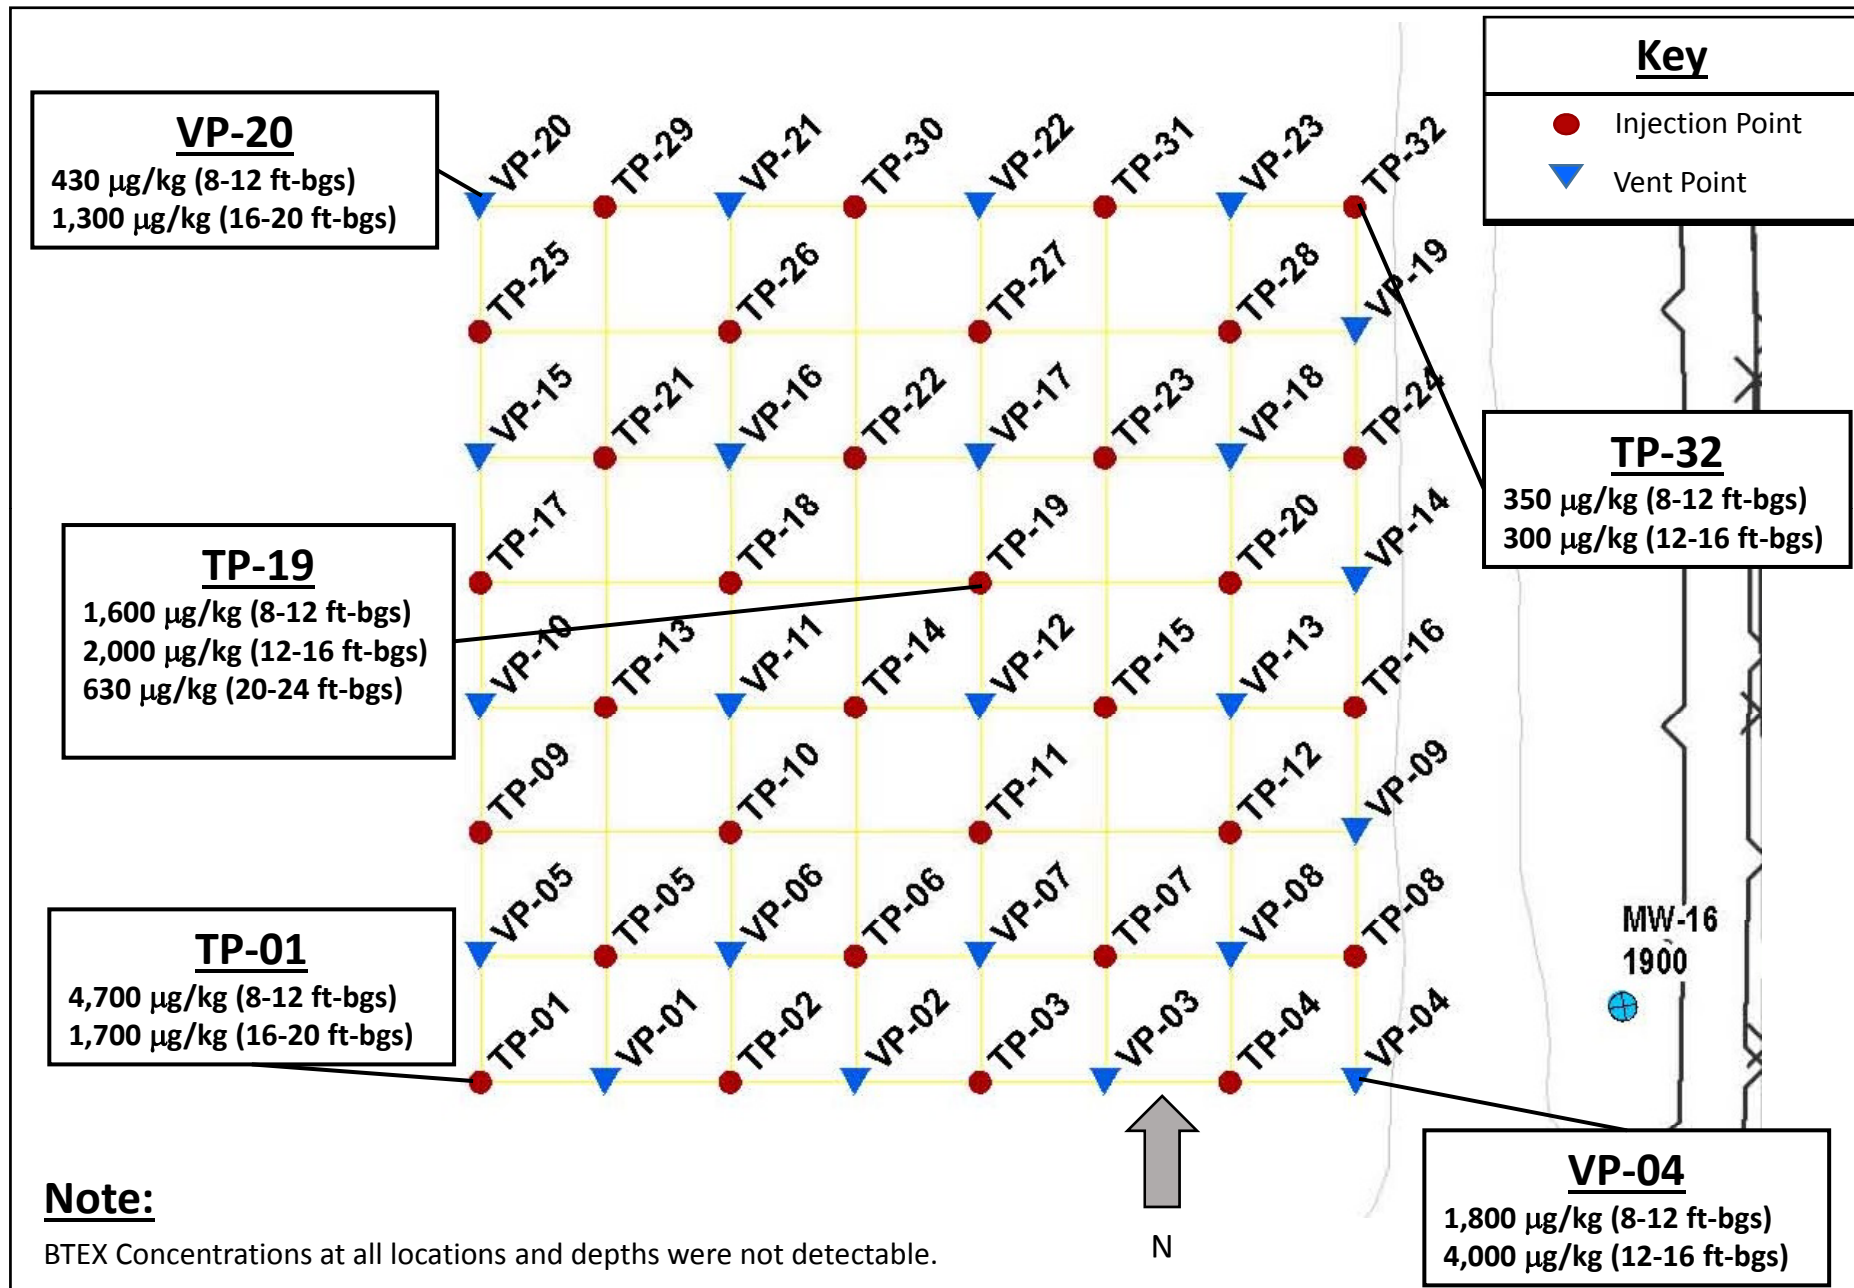 Key
Injection Point
Vent Point
VP-20
430 μg/kg (8-12 ft-bgs)
1,300 μg/kg (16-20 ft-bgs)
VP-20 TP-29 VP-21 TP-30 VP-22 TP-31 VP-23 TP-32
TP-25 TP-26 TP-27 TP-28 VP-19
VP-15 TP-21 VP-16 TP-22 VP-17 TP-23 VP-18 TP-24
TP-32
350 μg/kg (8-12 ft-bgs)
300 μg/kg (12-16 ft-bgs)
TP-17 TP-18 TP-19 TP-20 VP-14
TP-19
1,600 μg/kg (8-12 ft-bgs)
2,000 μg/kg (12-16 ft-bgs)
630 μg/kg (20-24 ft-bgs)
VP-10 TP-13 VP-11 TP-14 VP-12 TP-15 VP-13 TP-16
TP-09 TP-10 TP-11 TP-12 VP-09
VP-05 TP-05 VP-06 TP-06 VP-07 TP-07 VP-08 TP-08
MW-16
1900
TP-01
4,700 μg/kg (8-12 ft-bgs)
1,700 μg/kg (16-20 ft-bgs)
TP-01 VP-01 TP-02 VP-02 TP-03 VP-03 TP-04 VP-04
VP-04
1,800 μg/kg (8-12 ft-bgs)
4,000 μg/kg (12-16 ft-bgs)
N
Note:
BTEX Concentrations at all locations and depths were not detectable.